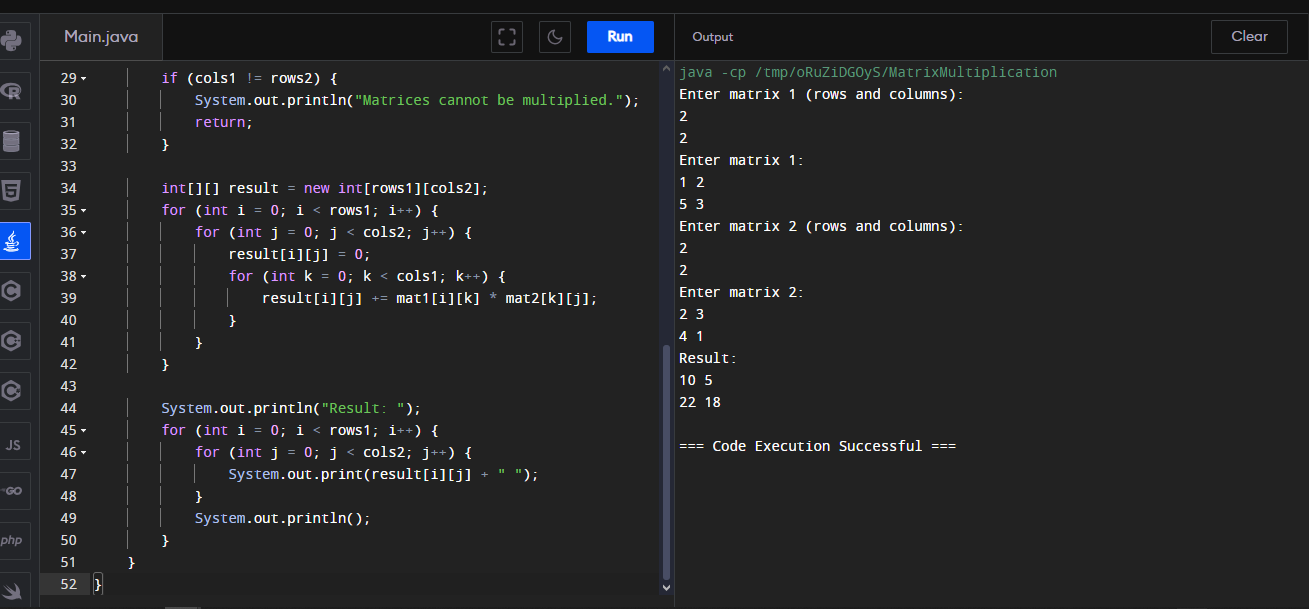 Main.java
Run
Output
Clear
29 if (cols1 != rows2) {
30 System.out.println("Matrices cannot be multiplied.");
31 return;
32 }
33
34 int[][] result = new int[rows1][cols2];
35 for (int i = 0; i < rows1; i++) {
36 for (int j = 0; j < cols2; j++) {
37 result[i][j] = 0;
38 for (int k = 0; k < cols1; k++) {
39 result[i][j] += mat1[i][k] * mat2[k][j];
40 }
41 }
42 }
43
44 System.out.println("Result: ");
45 for (int i = 0; i < rows1; i++) {
46 for (int j = 0; j < cols2; j++) {
47 System.out.print(result[i][j] + " ");
48 }
49 System.out.println();
50 }
51 }
52 }
java -cp /tmp/oRuZiDGOyS/MatrixMultiplication
Enter matrix 1 (rows and columns):
2
2
Enter matrix 1:
1 2
5 3
Enter matrix 2 (rows and columns):
2
2
Enter matrix 2:
2 3
4 1
Result:
10 5
22 18
=== Code Execution Successful ===
R
5
C
C
C
JS
GO
php